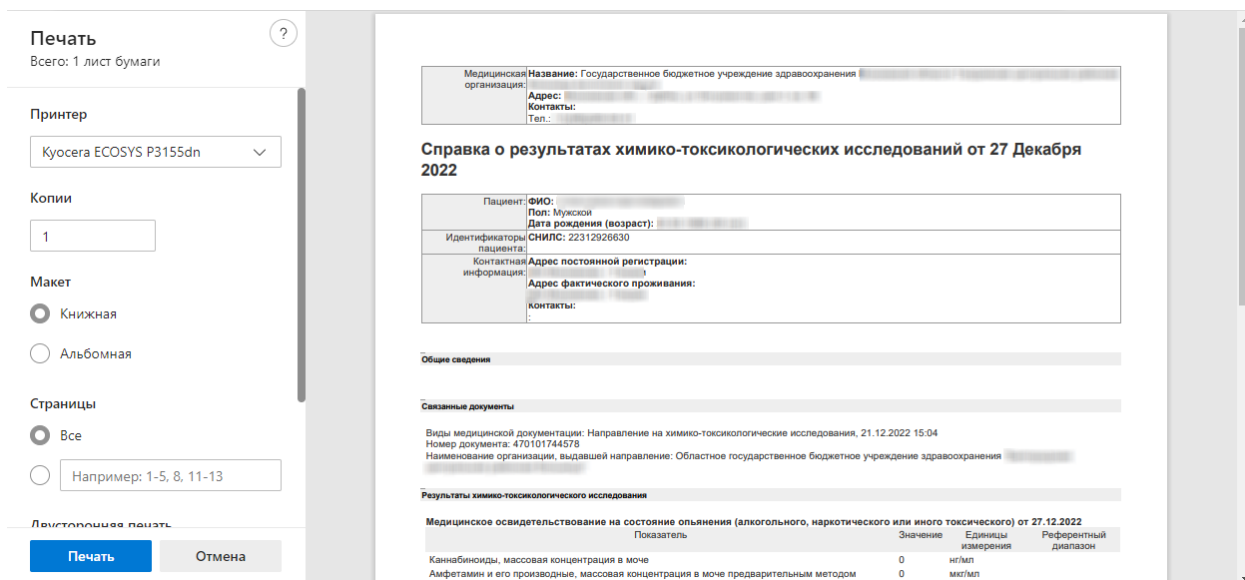 Печать
?
Всего: 1 лист бумаги
Принтер
Kyocera ECOSYS P3155dn
Копии
1
Макет
Книжная
Альбомная
Страницы
Все
Например: 1-5, 8, 11-13
Двусторонняя печать
Печать Отмена
Медицинская организация: Название: Государственное бюджетное учреждение здравоохранения
Адрес:
Контакты:
Тел.:
Справка о результатах химико-токсикологических исследований от 27 Декабря
2022
Пациент: ФИО:
Пол: Мужской
Дата рождения (возраст):
Идентификаторы пациента: СНИЛС: 22312926630
Контактная информация: Адрес постоянной регистрации:
Адрес фактического проживания:
Контакты:
:
Общие сведения
Связанные документы
Виды медицинской документации: Направление на химико-токсикологические исследования, 21.12.2022 15:04
Номер документа: 470101744578
Наименование организации, выдавшей направление: Областное государственное бюджетное учреждение здравоохранения
Результаты химико-токсикологического исследования
Медицинское освидетельствование на состояние опьянения (алкогольного, наркотического или иного токсического) от 27.12.2022
Показатель Значение Единицы измерения Референтный диапазон
Каннабиноиды, массовая концентрация в моче 0 нг/мл
Амфетамин и его производные, массовая концентрация в моче предварительным методом 0 мкг/мл